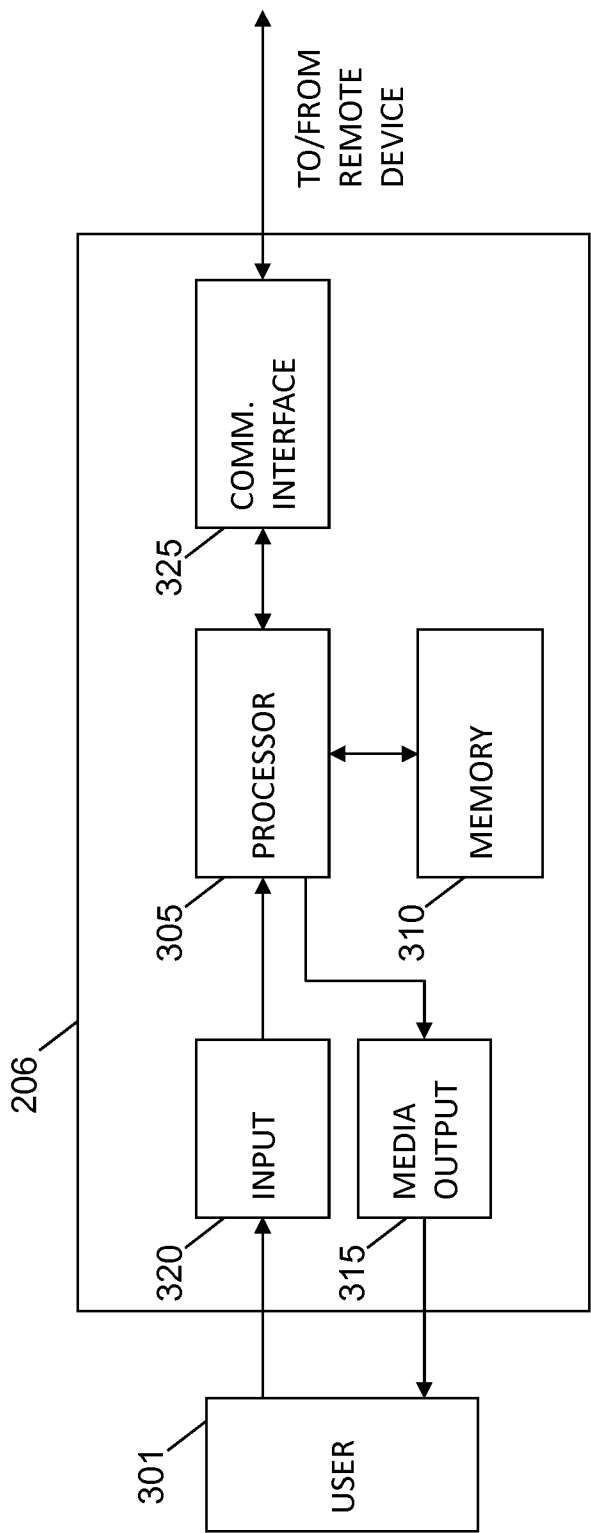 206
301
USER
320
INPUT
315
MEDIA
OUTPUT
305
PROCESSOR
310
MEMORY
325
COMM.
INTERFACE
TO/FROM
REMOTE
DEVICE